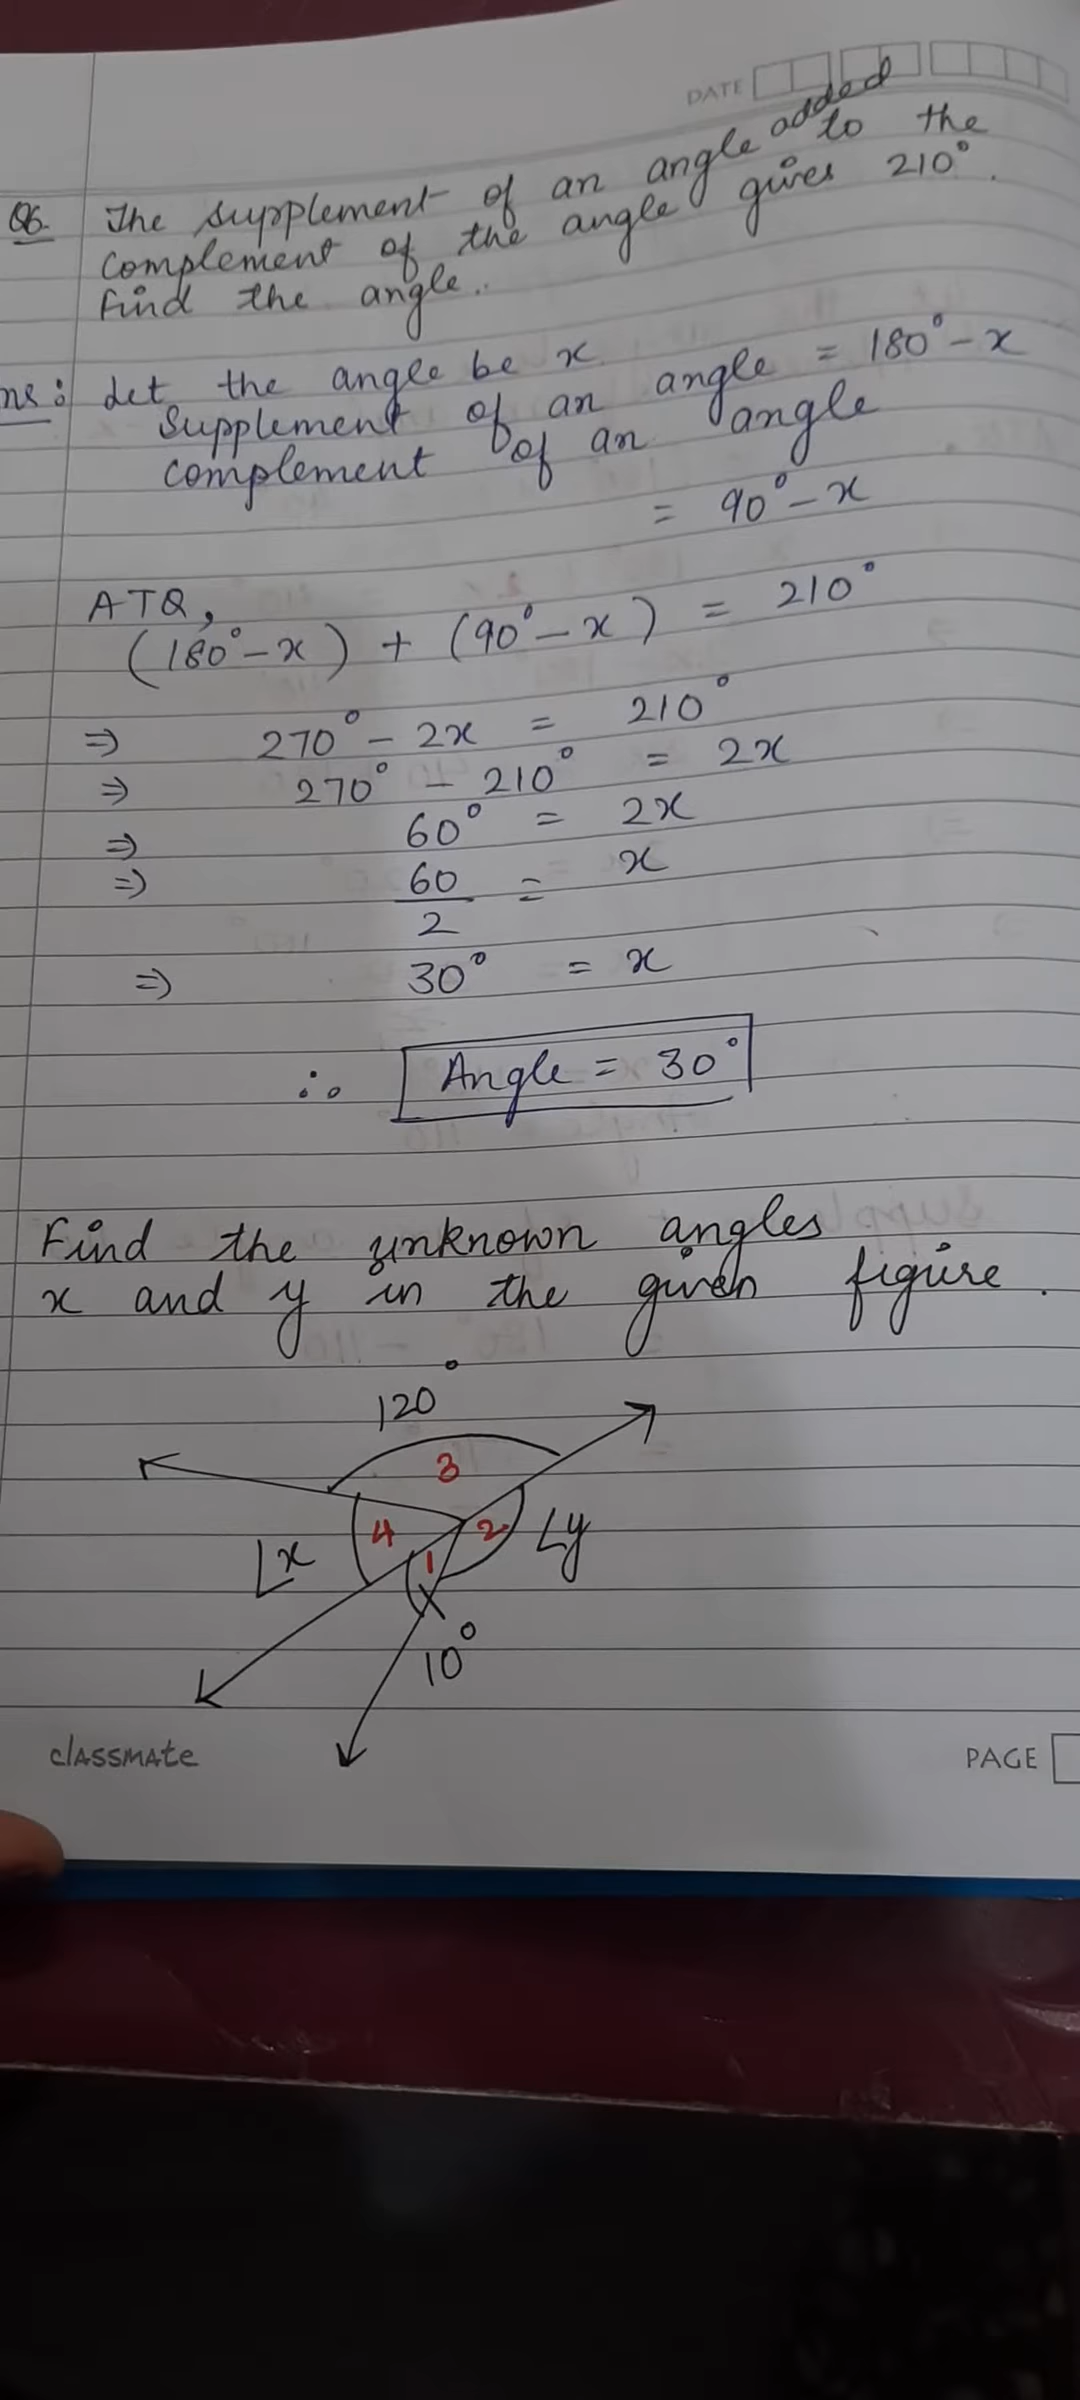 DATE
Q6. The supplement of an angle added to the
complement of the angle gives 210°.
Find the angle.
ns: Let the angle be x
Supplement of an angle = 180° - x
complement of an angle
= 90° - x
ATQ,
(180° - x) + (90° - x) = 210°
⇒ 270° - 2x = 210°
⇒ 270° - 210° = 2x
⇒ 60° = 2x
⇒ 60/2 = x
⇒ 30° = x
∴ Angle = 30°
Find the unknown angles
x and y in the given figure.
120°
3
4 1 2
∠x ∠y
10°
classmate PAGE